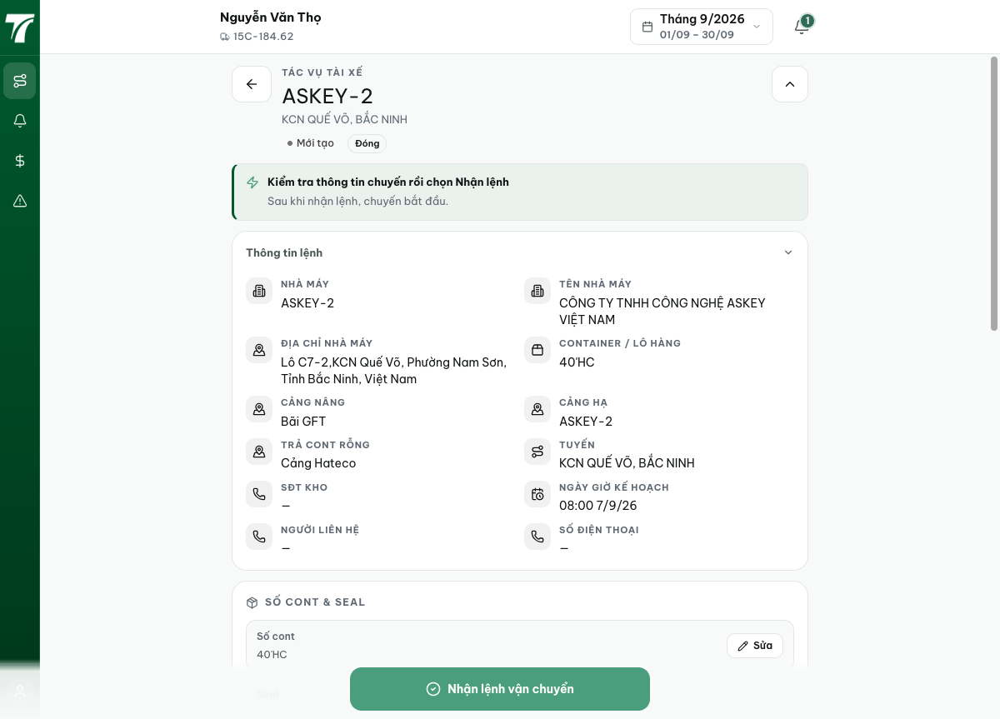 Nguyễn Văn Thọ
15C-184.62
Tháng 9/2026
01/09 – 30/09
1
TÁC VỤ TÀI XẾ
ASKEY-2
KCN QUẾ VÕ, BẮC NINH
Mới tạo
Đóng
Kiểm tra thông tin chuyến rồi chọn Nhận lệnh
Sau khi nhận lệnh, chuyến bắt đầu.
Thông tin lệnh
NHÀ MÁY
ASKEY-2
TÊN NHÀ MÁY
CÔNG TY TNHH CÔNG NGHỆ ASKEY
VIỆT NAM
ĐỊA CHỈ NHÀ MÁY
Lô C7-2,KCN Quế Võ, Phường Nam Sơn,
Tỉnh Bắc Ninh, Việt Nam
CONTAINER / LÔ HÀNG
40'HC
CẢNG NÂNG
Bãi GFT
CẢNG HẠ
ASKEY-2
TRẢ CONT RỖNG
Cảng Hateco
TUYẾN
KCN QUẾ VÕ, BẮC NINH
SĐT KHO
—
NGÀY GIỜ KẾ HOẠCH
08:00 7/9/26
NGƯỜI LIÊN HỆ
—
SỐ ĐIỆN THOẠI
—
SỐ CONT & SEAL
Số cont
40'HC
Sửa
Seal
Nhận lệnh vận chuyển